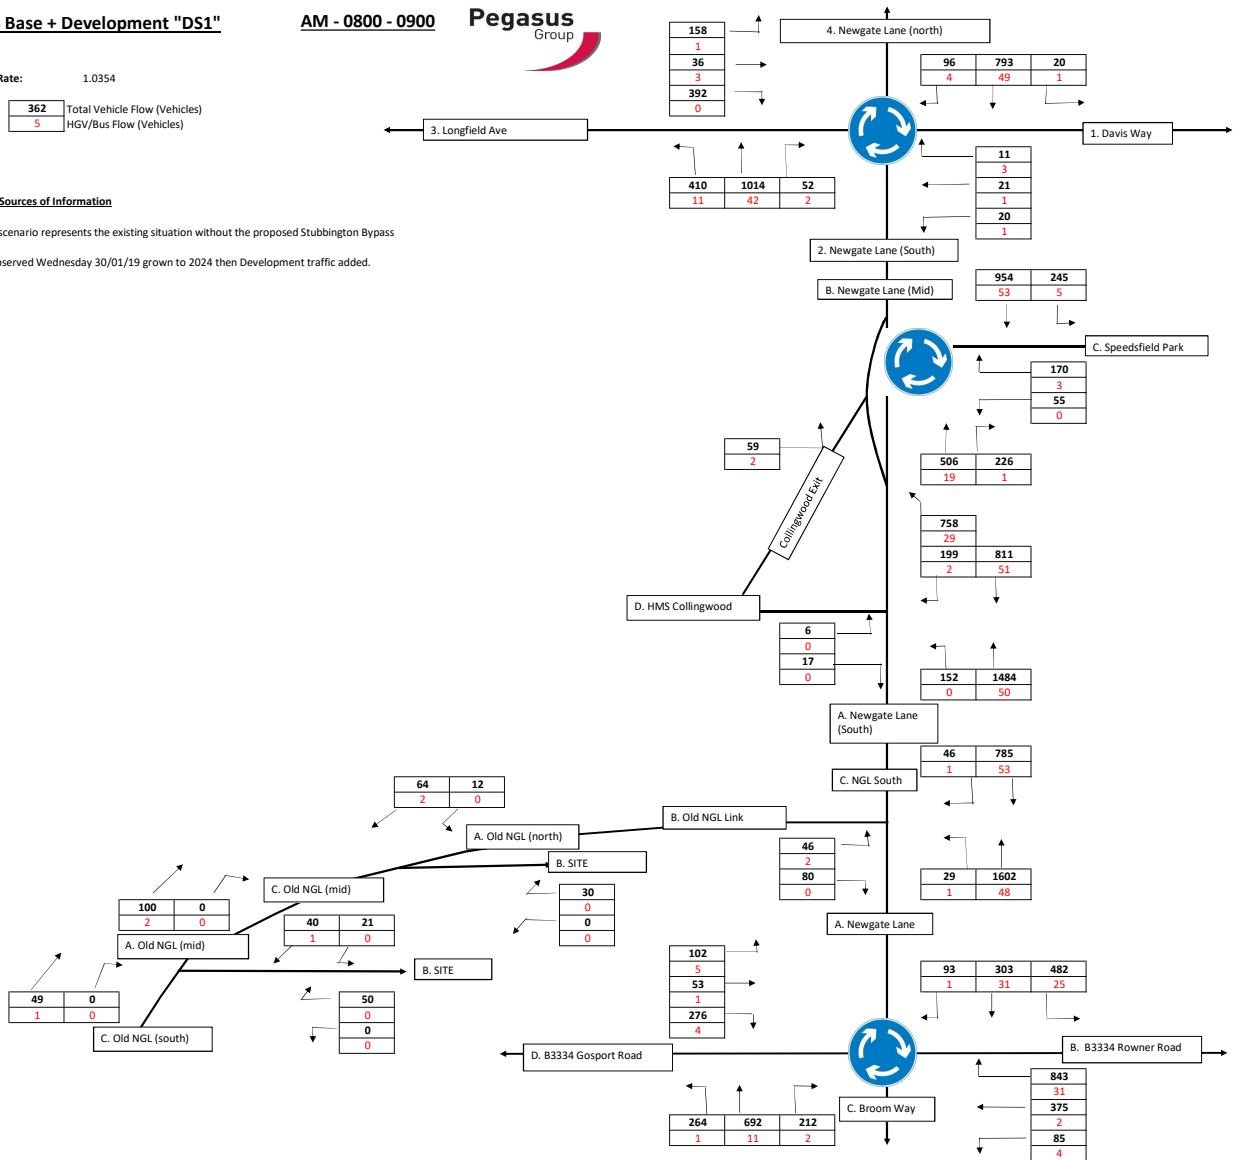 Base + Development "DS1"
AM - 0800 - 0900
Pegasus
Group
Rate: 1.0354
362 Total Vehicle Flow (Vehicles)
5 HGV/Bus Flow (Vehicles)
Sources of Information
scenario represents the existing situation without the proposed Stubbington Bypass
served Wednesday 30/01/19 grown to 2024 then Development traffic added.
4. Newgate Lane (north)
158
1
36
3
392
0
96 793 20
4 49 1
3. Longfield Ave
1. Davis Way
410 1014 52
11 42 2
11
3
21
1
20
1
2. Newgate Lane (South)
B. Newgate Lane (Mid)
954 245
53 5
C. Speedsfield Park
170
3
55
0
59
2
506 226
19 1
Collingwood Exit
758
29
199 811
2 51
D. HMS Collingwood
6
0
17
0
152 1484
0 50
A. Newgate Lane
(South)
46 785
1 53
C. NGL South
64 12
2 0
B. Old NGL Link
A. Old NGL (north)
46
2
80
0
29 1602
1 48
B. SITE
C. Old NGL (mid)
30
0
0
0
100 0
2 0
40 21
1 0
A. Newgate Lane
A. Old NGL (mid)
B. SITE
102
5
53
1
276
4
93 303 482
1 31 25
49 0
1 0
50
0
0
0
C. Old NGL (south)
D. B3334 Gosport Road
B. B3334 Rowner Road
264 692 212
1 11 2
C. Broom Way
843
31
375
2
85
4